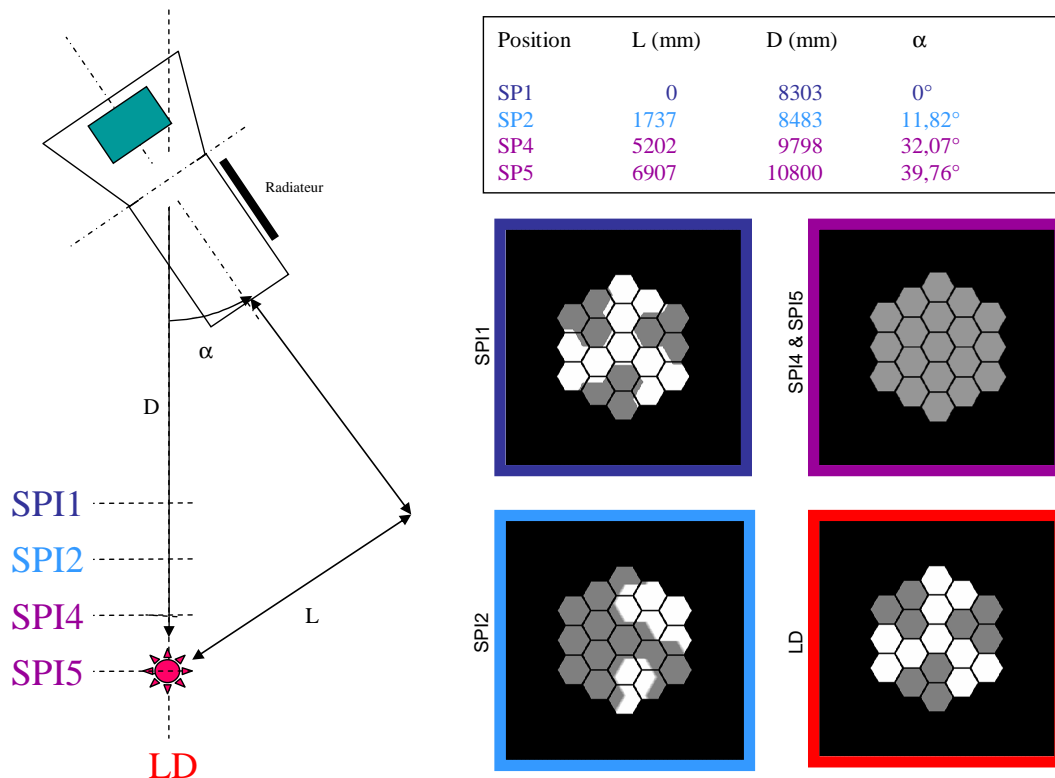 Position L (mm) D (mm) α
SP1 0 8303 0°
SP2 1737 8483 11,82°
SP4 5202 9798 32,07°
SP5 6907 10800 39,76°
Radiateur
α
D
L
SPI1
SPI2
SPI4
SPI5
LD
SPI1
SPI4 & SPI5
SPI2
LD